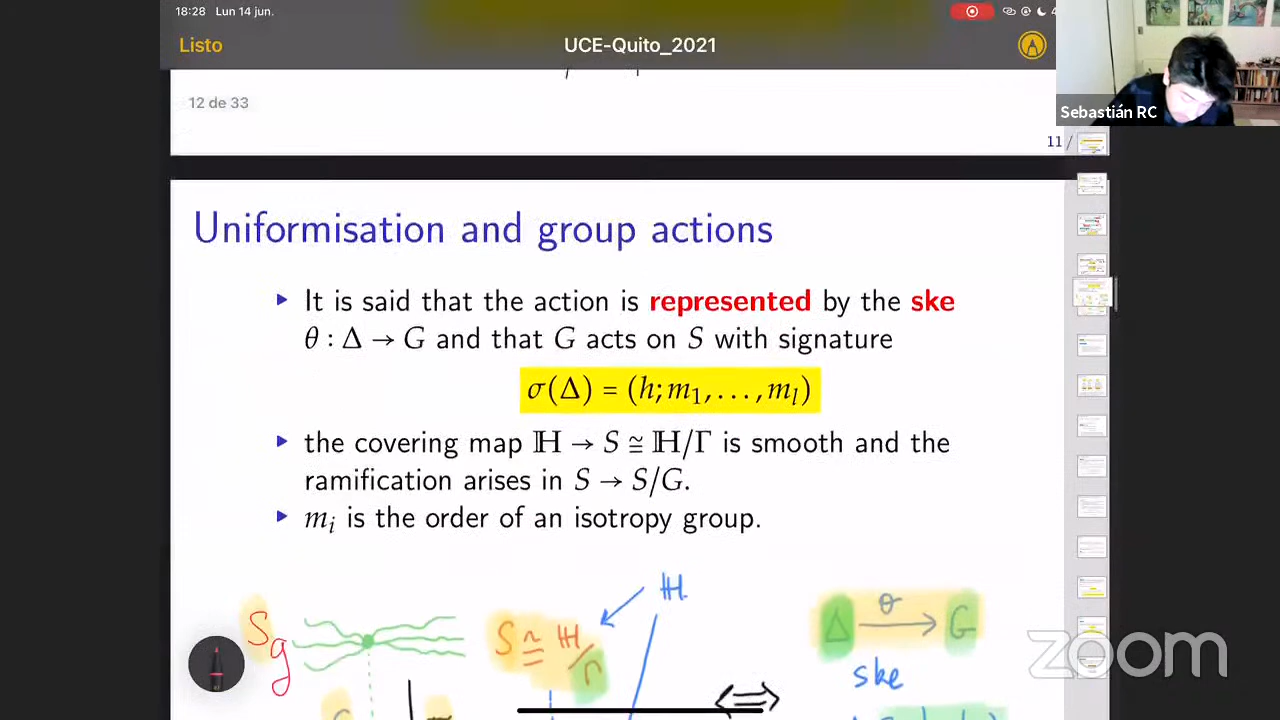 18:28 Lun 14 jun.
Listo
UCE-Quito_2021
Sebastián RC
12 de 33
11 /
Uniformisation and group actions
▸ It is said that the action is represented by the ske
θ : Δ → G and that G acts on S with signature
σ(Δ) = (h; m₁, . . . , mₗ)
▸ the covering map ℍ → S ≅ ℍ/Γ is smooth and the
ramification arises in S → S/G.
▸ mᵢ is the order of an isotropy group.
ℍ
Sg
S ≅ ℍ/Γ
Δ →θ G
ske
⟺
zoom